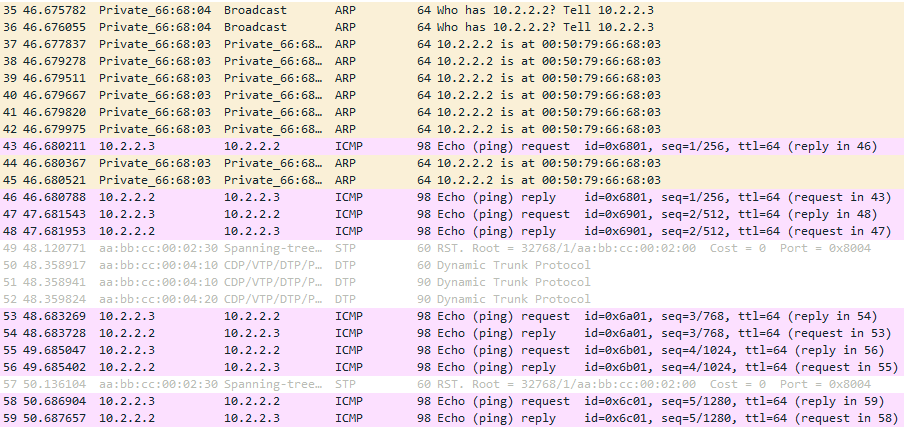 35 46.675782 Private_66:68:04 Broadcast ARP 64 Who has 10.2.2.2? Tell 10.2.2.3
36 46.676055 Private_66:68:04 Broadcast ARP 64 Who has 10.2.2.2? Tell 10.2.2.3
37 46.677837 Private_66:68:03 Private_66:68… ARP 64 10.2.2.2 is at 00:50:79:66:68:03
38 46.679278 Private_66:68:03 Private_66:68… ARP 64 10.2.2.2 is at 00:50:79:66:68:03
39 46.679511 Private_66:68:03 Private_66:68… ARP 64 10.2.2.2 is at 00:50:79:66:68:03
40 46.679667 Private_66:68:03 Private_66:68… ARP 64 10.2.2.2 is at 00:50:79:66:68:03
41 46.679820 Private_66:68:03 Private_66:68… ARP 64 10.2.2.2 is at 00:50:79:66:68:03
42 46.679975 Private_66:68:03 Private_66:68… ARP 64 10.2.2.2 is at 00:50:79:66:68:03
43 46.680211 10.2.2.3 10.2.2.2 ICMP 98 Echo (ping) request id=0x6801, seq=1/256, ttl=64 (reply in 46)
44 46.680367 Private_66:68:03 Private_66:68… ARP 64 10.2.2.2 is at 00:50:79:66:68:03
45 46.680521 Private_66:68:03 Private_66:68… ARP 64 10.2.2.2 is at 00:50:79:66:68:03
46 46.680788 10.2.2.2 10.2.2.3 ICMP 98 Echo (ping) reply id=0x6801, seq=1/256, ttl=64 (request in 43)
47 47.681543 10.2.2.3 10.2.2.2 ICMP 98 Echo (ping) request id=0x6901, seq=2/512, ttl=64 (reply in 48)
48 47.681953 10.2.2.2 10.2.2.3 ICMP 98 Echo (ping) reply id=0x6901, seq=2/512, ttl=64 (request in 47)
49 48.120771 aa:bb:cc:00:02:30 Spanning-tree… STP 60 RST. Root = 32768/1/aa:bb:cc:00:02:00 Cost = 0 Port = 0x8004
50 48.358917 aa:bb:cc:00:04:10 CDP/VTP/DTP/P… DTP 60 Dynamic Trunk Protocol
51 48.358941 aa:bb:cc:00:04:10 CDP/VTP/DTP/P… DTP 90 Dynamic Trunk Protocol
52 48.359824 aa:bb:cc:00:04:20 CDP/VTP/DTP/P… DTP 90 Dynamic Trunk Protocol
53 48.683269 10.2.2.3 10.2.2.2 ICMP 98 Echo (ping) request id=0x6a01, seq=3/768, ttl=64 (reply in 54)
54 48.683728 10.2.2.2 10.2.2.3 ICMP 98 Echo (ping) reply id=0x6a01, seq=3/768, ttl=64 (request in 53)
55 49.685047 10.2.2.3 10.2.2.2 ICMP 98 Echo (ping) request id=0x6b01, seq=4/1024, ttl=64 (reply in 56)
56 49.685402 10.2.2.2 10.2.2.3 ICMP 98 Echo (ping) reply id=0x6b01, seq=4/1024, ttl=64 (request in 55)
57 50.136104 aa:bb:cc:00:02:30 Spanning-tree… STP 60 RST. Root = 32768/1/aa:bb:cc:00:02:00 Cost = 0 Port = 0x8004
58 50.686904 10.2.2.3 10.2.2.2 ICMP 98 Echo (ping) request id=0x6c01, seq=5/1280, ttl=64 (reply in 59)
59 50.687657 10.2.2.2 10.2.2.3 ICMP 98 Echo (ping) reply id=0x6c01, seq=5/1280, ttl=64 (request in 58)